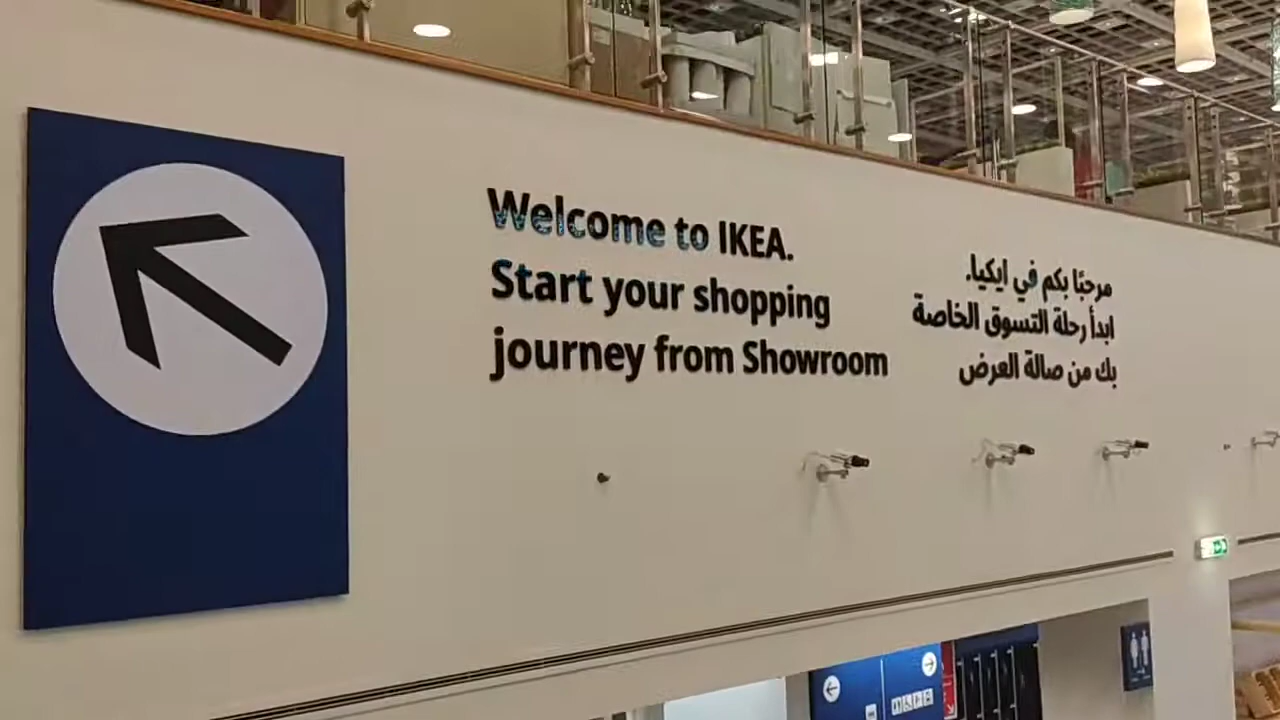 Welcome to IKEA.
Start your shopping
journey from Showroom
مرحبًا بكم في ايكيا.
ابدأ رحلة التسوق الخاصة
بك من صالة العرض